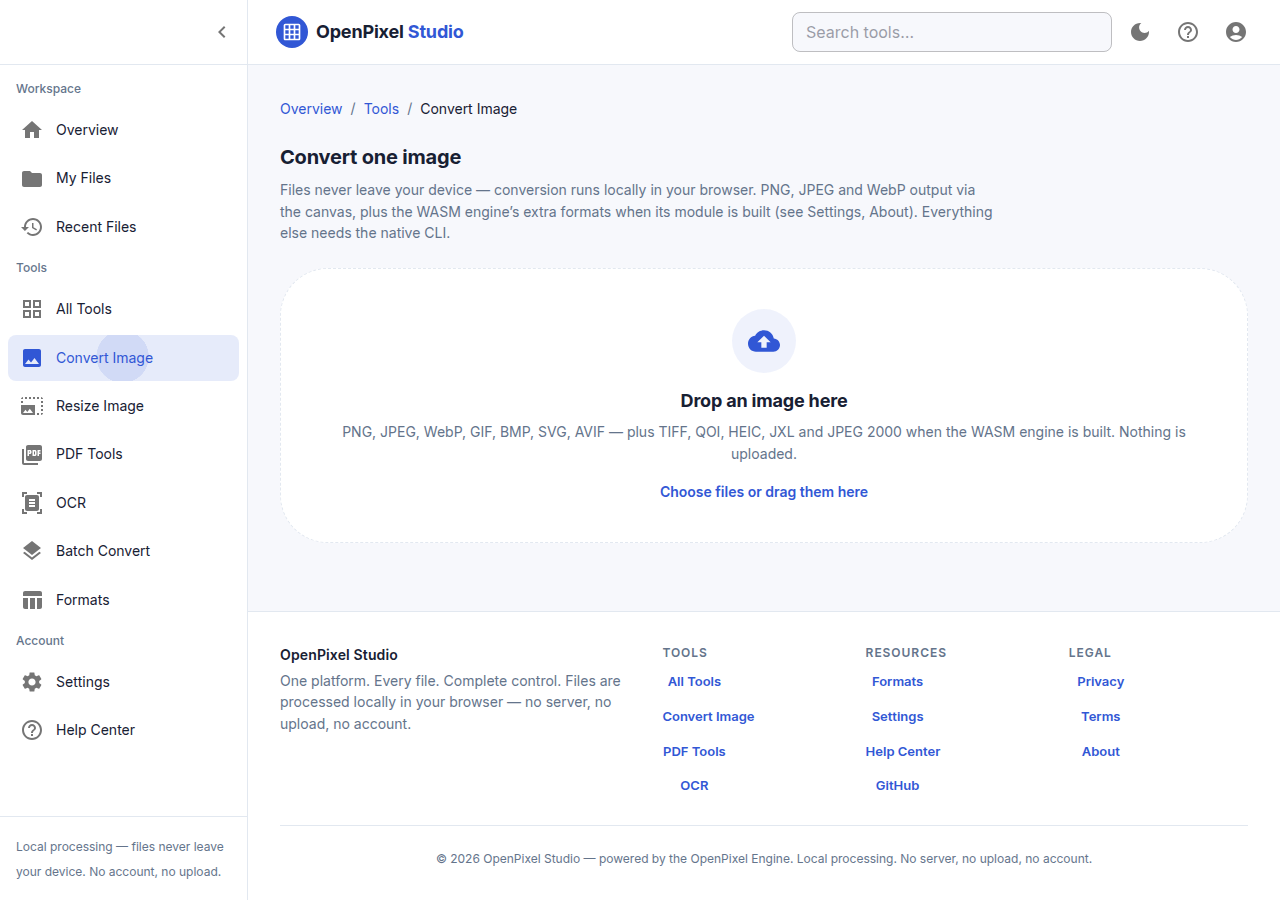 OpenPixel Studio
Search tools...
Workspace
Overview
My Files
Recent Files
Tools
All Tools
Convert Image
Resize Image
PDF Tools
OCR
Batch Convert
Formats
Account
Settings
Help Center
Local processing — files never leave
your device. No account, no upload.
Overview / Tools / Convert Image
Convert one image
Files never leave your device — conversion runs locally in your browser. PNG, JPEG and WebP output via
the canvas, plus the WASM engine’s extra formats when its module is built (see Settings, About). Everything
else needs the native CLI.
Drop an image here
PNG, JPEG, WebP, GIF, BMP, SVG, AVIF — plus TIFF, QOI, HEIC, JXL and JPEG 2000 when the WASM engine is built. Nothing is
uploaded.
Choose files or drag them here
OpenPixel Studio
One platform. Every file. Complete control. Files are
processed locally in your browser — no server, no
upload, no account.
TOOLS
All Tools
Convert Image
PDF Tools
OCR
RESOURCES
Formats
Settings
Help Center
GitHub
LEGAL
Privacy
Terms
About
© 2026 OpenPixel Studio — powered by the OpenPixel Engine. Local processing. No server, no upload, no account.